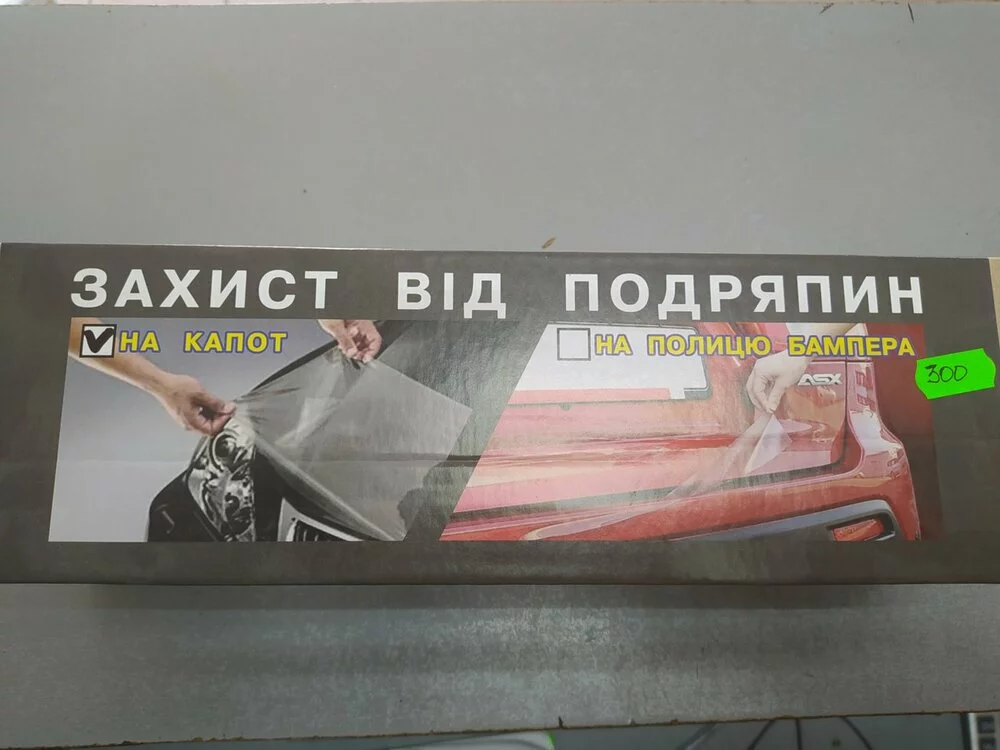 ЗАХИСТ ВІД ПОДРЯПИН
НА КАПОТ
НА ПОЛИЦЮ БАМПЕРА
ASX
300